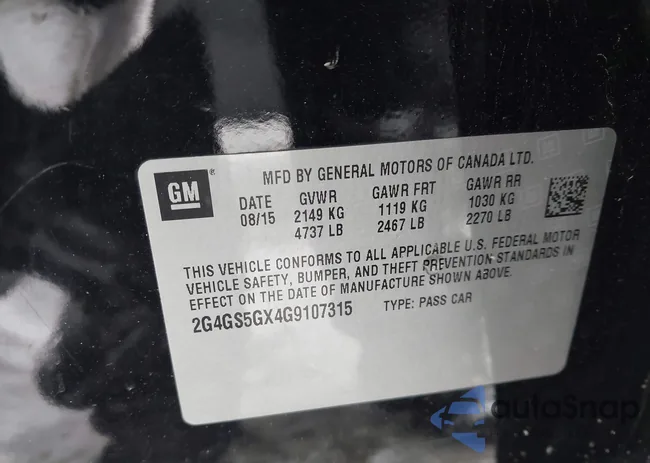 GM
MFD BY GENERAL MOTORS OF CANADA LTD.
DATE GVWR GAWR FRT GAWR RR
08/15 2149 KG 1119 KG 1030 KG
4737 LB 2467 LB 2270 LB
THIS VEHICLE CONFORMS TO ALL APPLICABLE U.S. FEDERAL MOTOR
VEHICLE SAFETY, BUMPER, AND THEFT PREVENTION STANDARDS IN
EFFECT ON THE DATE OF MANUFACTURE SHOWN ABOVE.
2G4GS5GX4G9107315 TYPE: PASS CAR
autoSnap